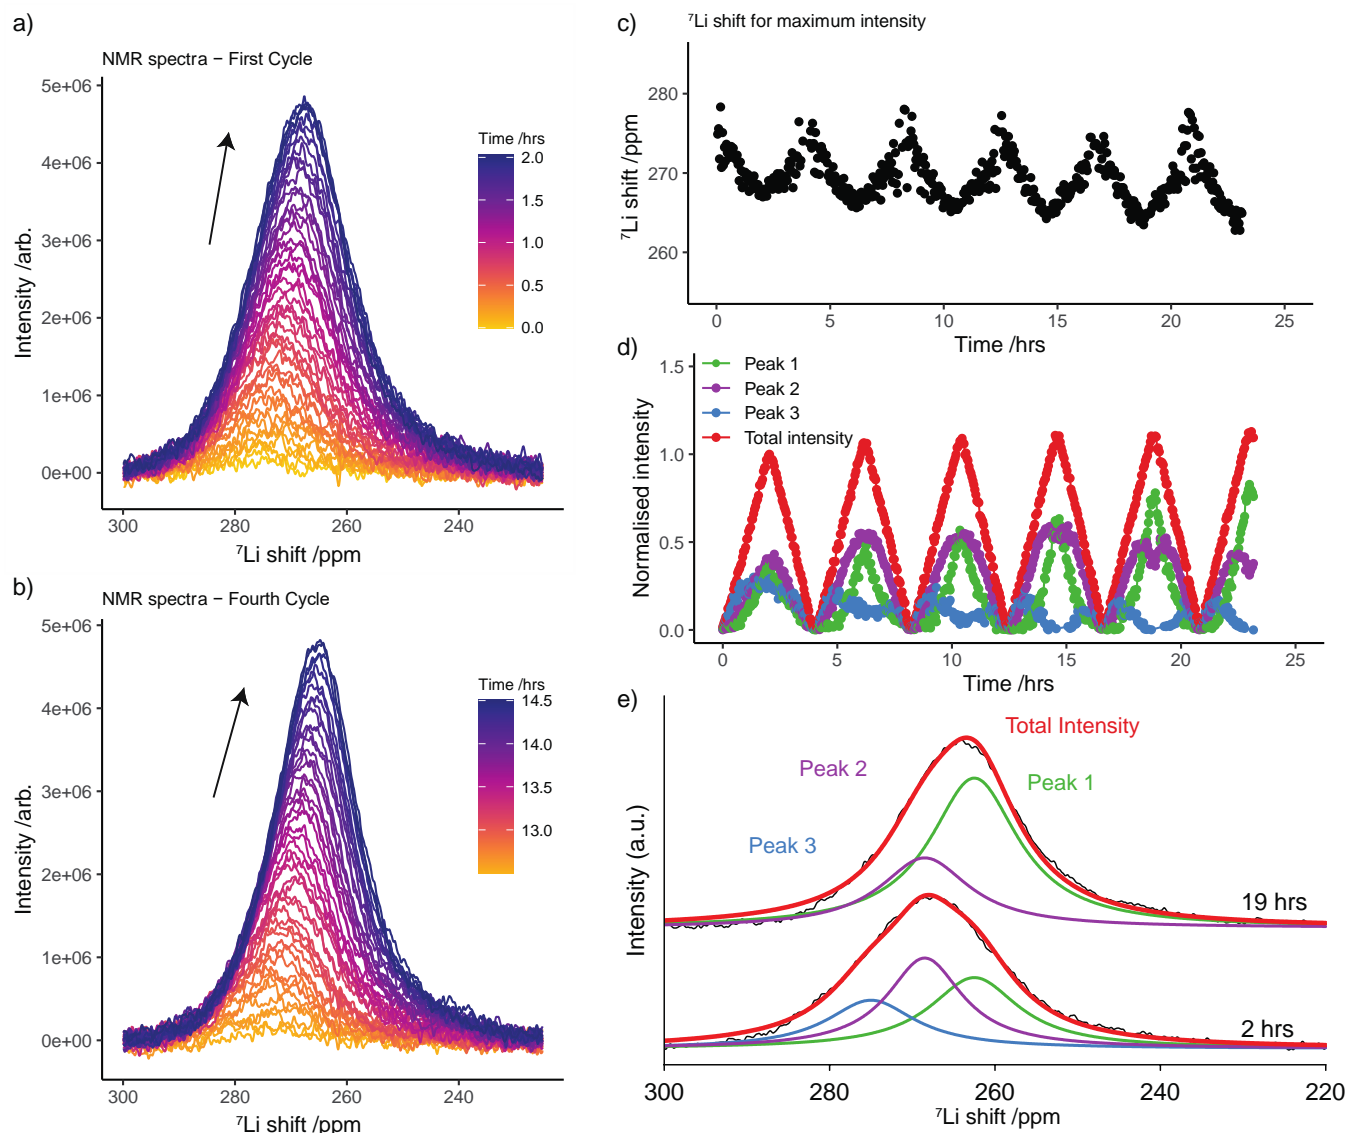 a)
NMR spectra − First Cycle
5e+06
4e+06
3e+06
2e+06
1e+06
0e+00
Intensity /arb.
Time /hrs
2.0
1.5
1.0
0.5
0.0
300
280
260
240
⁷Li shift /ppm
b)
NMR spectra − Fourth Cycle
5e+06
4e+06
3e+06
2e+06
1e+06
0e+00
Intensity /arb.
Time /hrs
14.5
14.0
13.5
13.0
300
280
260
240
⁷Li shift /ppm
c)
⁷Li shift for maximum intensity
280
270
260
⁷Li shift /ppm
0
5
10
15
20
25
Time /hrs
d)
Peak 1
Peak 2
Peak 3
Total intensity
1.5
1.0
0.5
0.0
Normalised intensity
0
5
10
15
20
25
Time /hrs
e)
Total Intensity
Peak 2
Peak 1
Peak 3
19 hrs
2 hrs
Intensity (a.u.)
300
280
260
240
220
⁷Li shift /ppm